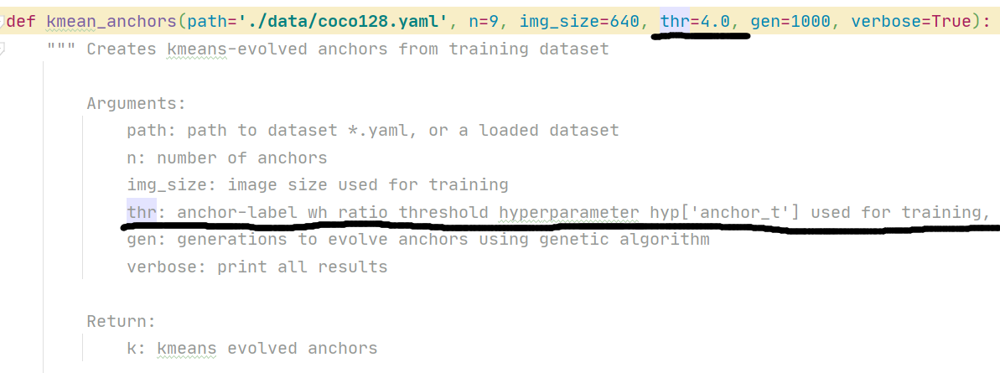 def kmean_anchors(path='./data/coco128.yaml', n=9, img_size=640, thr=4.0, gen=1000, verbose=True):
""" Creates kmeans-evolved anchors from training dataset
Arguments:
path: path to dataset *.yaml, or a loaded dataset
n: number of anchors
img_size: image size used for training
thr: anchor-label wh ratio threshold hyperparameter hyp['anchor_t'] used for training,
gen: generations to evolve anchors using genetic algorithm
verbose: print all results
Return:
k: kmeans evolved anchors